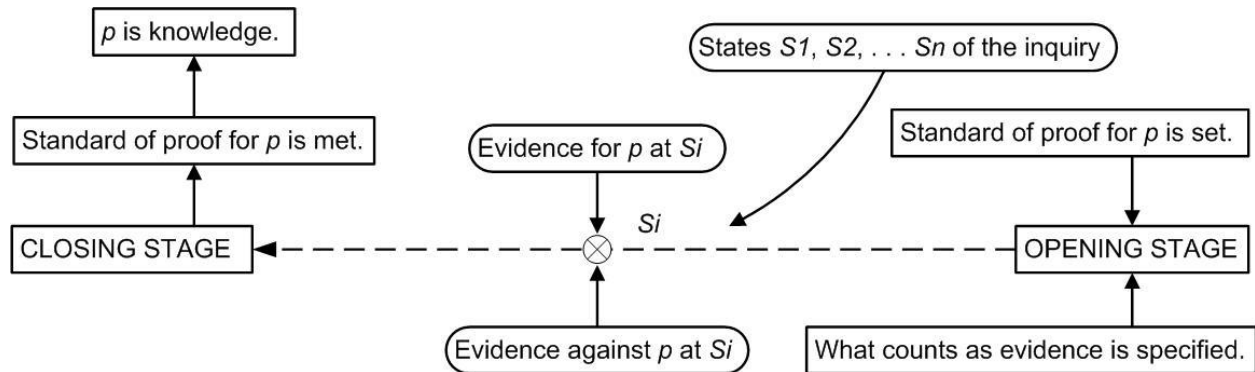 p is knowledge.
States S1, S2, . . . Sn of the inquiry
Standard of proof for p is met.
Evidence for p at Si
Standard of proof for p is set.
Si
CLOSING STAGE
OPENING STAGE
Evidence against p at Si
What counts as evidence is specified.